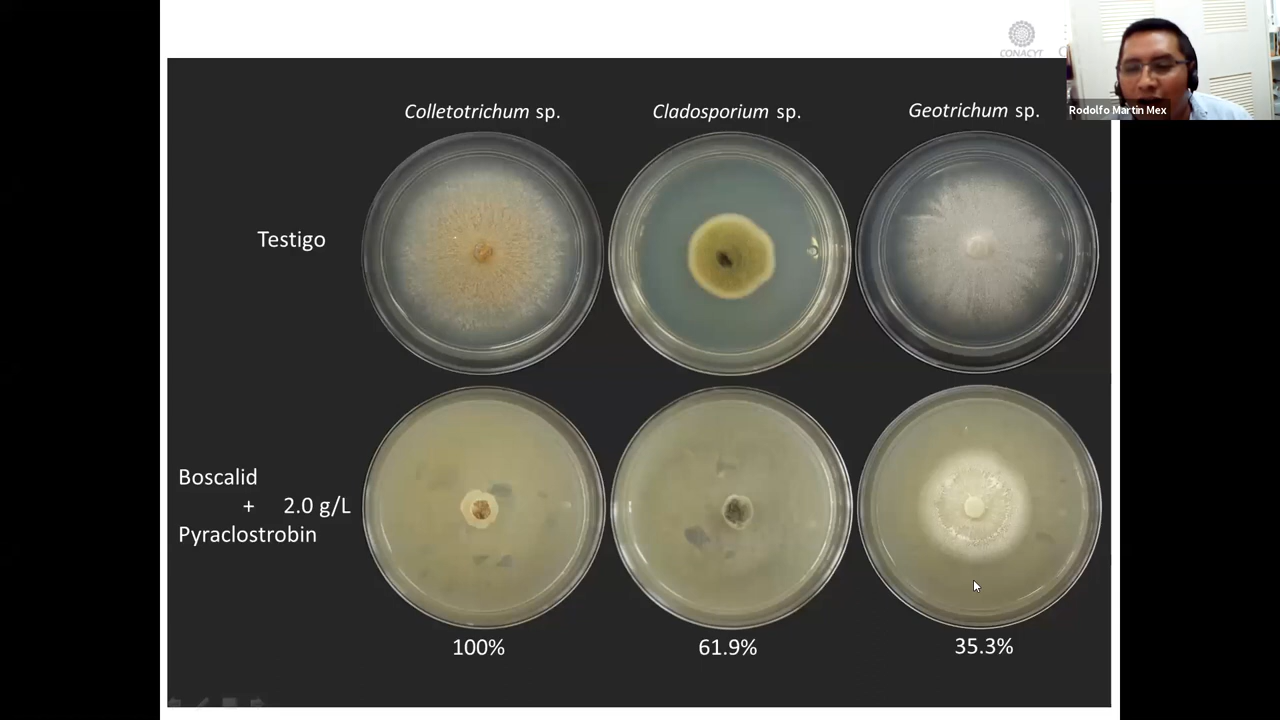 CONACYT
Rodolfo Martin Mex
Colletotrichum sp.
Cladosporium sp.
Geotrichum sp.
Testigo
Boscalid
+ 2.0 g/L
Pyraclostrobin
100%
61.9%
35.3%